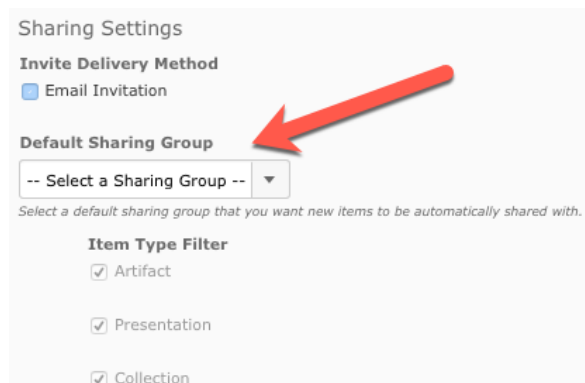 Sharing Settings
Invite Delivery Method
Email Invitation
Default Sharing Group
-- Select a Sharing Group --
Select a default sharing group that you want new items to be automatically shared with.
Item Type Filter
Artifact
Presentation
Collection